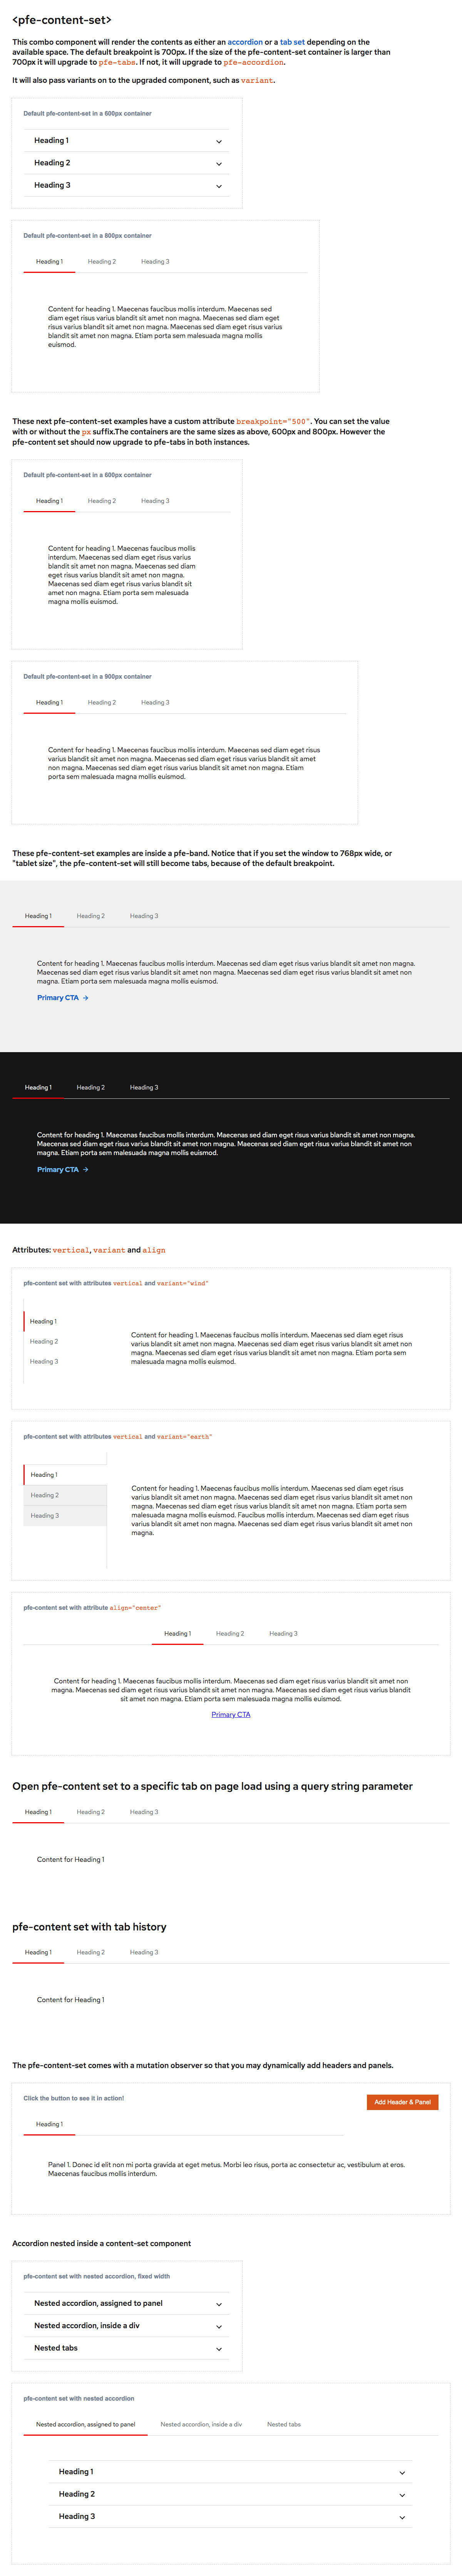 <pfe-content-set>
This combo component will render the contents as either an accordion or a tab set depending on the
available space. The default breakpoint is 700px. If the size of the pfe-content-set container is larger than
700px it will upgrade to pfe-tabs. If not, it will upgrade to pfe-accordion.
It will also pass variants on to the upgraded component, such as variant.
Default pfe-content-set in a 600px container
Heading 1
Heading 2
Heading 3
Default pfe-content-set in a 800px container
Heading 1 Heading 2 Heading 3
Content for heading 1. Maecenas faucibus mollis interdum. Maecenas sed
diam eget risus varius blandit sit amet non magna. Maecenas sed diam eget
risus varius blandit sit amet non magna. Maecenas sed diam eget risus varius
blandit sit amet non magna. Etiam porta sem malesuada magna mollis
euismod.
These next pfe-content-set examples have a custom attribute breakpoint="500". You can set the value
with or without the px suffix.The containers are the same sizes as above, 600px and 800px. However the
pfe-content set should now upgrade to pfe-tabs in both instances.
Default pfe-content-set in a 600px container
Heading 1 Heading 2 Heading 3
Content for heading 1. Maecenas faucibus mollis
interdum. Maecenas sed diam eget risus varius
blandit sit amet non magna. Maecenas sed diam
eget risus varius blandit sit amet non magna.
Maecenas sed diam eget risus varius blandit sit
amet non magna. Etiam porta sem malesuada
magna mollis euismod.
Default pfe-content-set in a 900px container
Heading 1 Heading 2 Heading 3
Content for heading 1. Maecenas faucibus mollis interdum. Maecenas sed diam eget risus
varius blandit sit amet non magna. Maecenas sed diam eget risus varius blandit sit amet
non magna. Maecenas sed diam eget risus varius blandit sit amet non magna. Etiam
porta sem malesuada magna mollis euismod.
These pfe-content-set examples are inside a pfe-band. Notice that if you set the window to 768px wide, or
"tablet size", the pfe-content-set will still become tabs, because of the default breakpoint.
Heading 1 Heading 2 Heading 3
Content for heading 1. Maecenas faucibus mollis interdum. Maecenas sed diam eget risus varius blandit sit amet non magna.
Maecenas sed diam eget risus varius blandit sit amet non magna. Maecenas sed diam eget risus varius blandit sit amet non
magna. Etiam porta sem malesuada magna mollis euismod.
Primary CTA
Heading 1 Heading 2 Heading 3
Content for heading 1. Maecenas faucibus mollis interdum. Maecenas sed diam eget risus varius blandit sit amet non magna.
Maecenas sed diam eget risus varius blandit sit amet non magna. Maecenas sed diam eget risus varius blandit sit amet non
magna. Etiam porta sem malesuada magna mollis euismod.
Primary CTA
Attributes: vertical, variant and align
pfe-content set with attributes vertical and variant="wind"
Heading 1
Heading 2
Heading 3
Content for heading 1. Maecenas faucibus mollis interdum. Maecenas sed diam eget risus
varius blandit sit amet non magna. Maecenas sed diam eget risus varius blandit sit amet non
magna. Maecenas sed diam eget risus varius blandit sit amet non magna. Etiam porta sem
malesuada magna mollis euismod.
pfe-content set with attributes vertical and variant="earth"
Heading 1
Heading 2
Heading 3
Content for heading 1. Maecenas faucibus mollis interdum. Maecenas sed diam eget risus
varius blandit sit amet non magna. Maecenas sed diam eget risus varius blandit sit amet non
magna. Maecenas sed diam eget risus varius blandit sit amet non magna. Etiam porta sem
malesuada magna mollis euismod. Faucibus mollis interdum. Maecenas sed diam eget risus
varius blandit sit amet non magna. Maecenas sed diam eget risus varius blandit sit amet non
magna.
pfe-content set with attribute align="center"
Heading 1 Heading 2 Heading 3
Content for heading 1. Maecenas faucibus mollis interdum. Maecenas sed diam eget risus varius blandit sit amet non
magna. Maecenas sed diam eget risus varius blandit sit amet non magna. Maecenas sed diam eget risus varius blandit
sit amet non magna. Etiam porta sem malesuada magna mollis euismod.
Primary CTA
Open pfe-content set to a specific tab on page load using a query string parameter
Heading 1 Heading 2 Heading 3
Content for Heading 1
pfe-content set with tab history
Heading 1 Heading 2 Heading 3
Content for Heading 1
The pfe-content-set comes with a mutation observer so that you may dynamically add headers and panels.
Click the button to see it in action!
Add Header & Panel
Heading 1
Panel 1. Donec id elit non mi porta gravida at eget metus. Morbi leo risus, porta ac consectetur ac, vestibulum at eros.
Maecenas faucibus mollis interdum.
Accordion nested inside a content-set component
pfe-content set with nested accordion, fixed width
Nested accordion, assigned to panel
Nested accordion, inside a div
Nested tabs
pfe-content set with nested accordion
Nested accordion, assigned to panel Nested accordion, inside a div Nested tabs
Heading 1
Heading 2
Heading 3